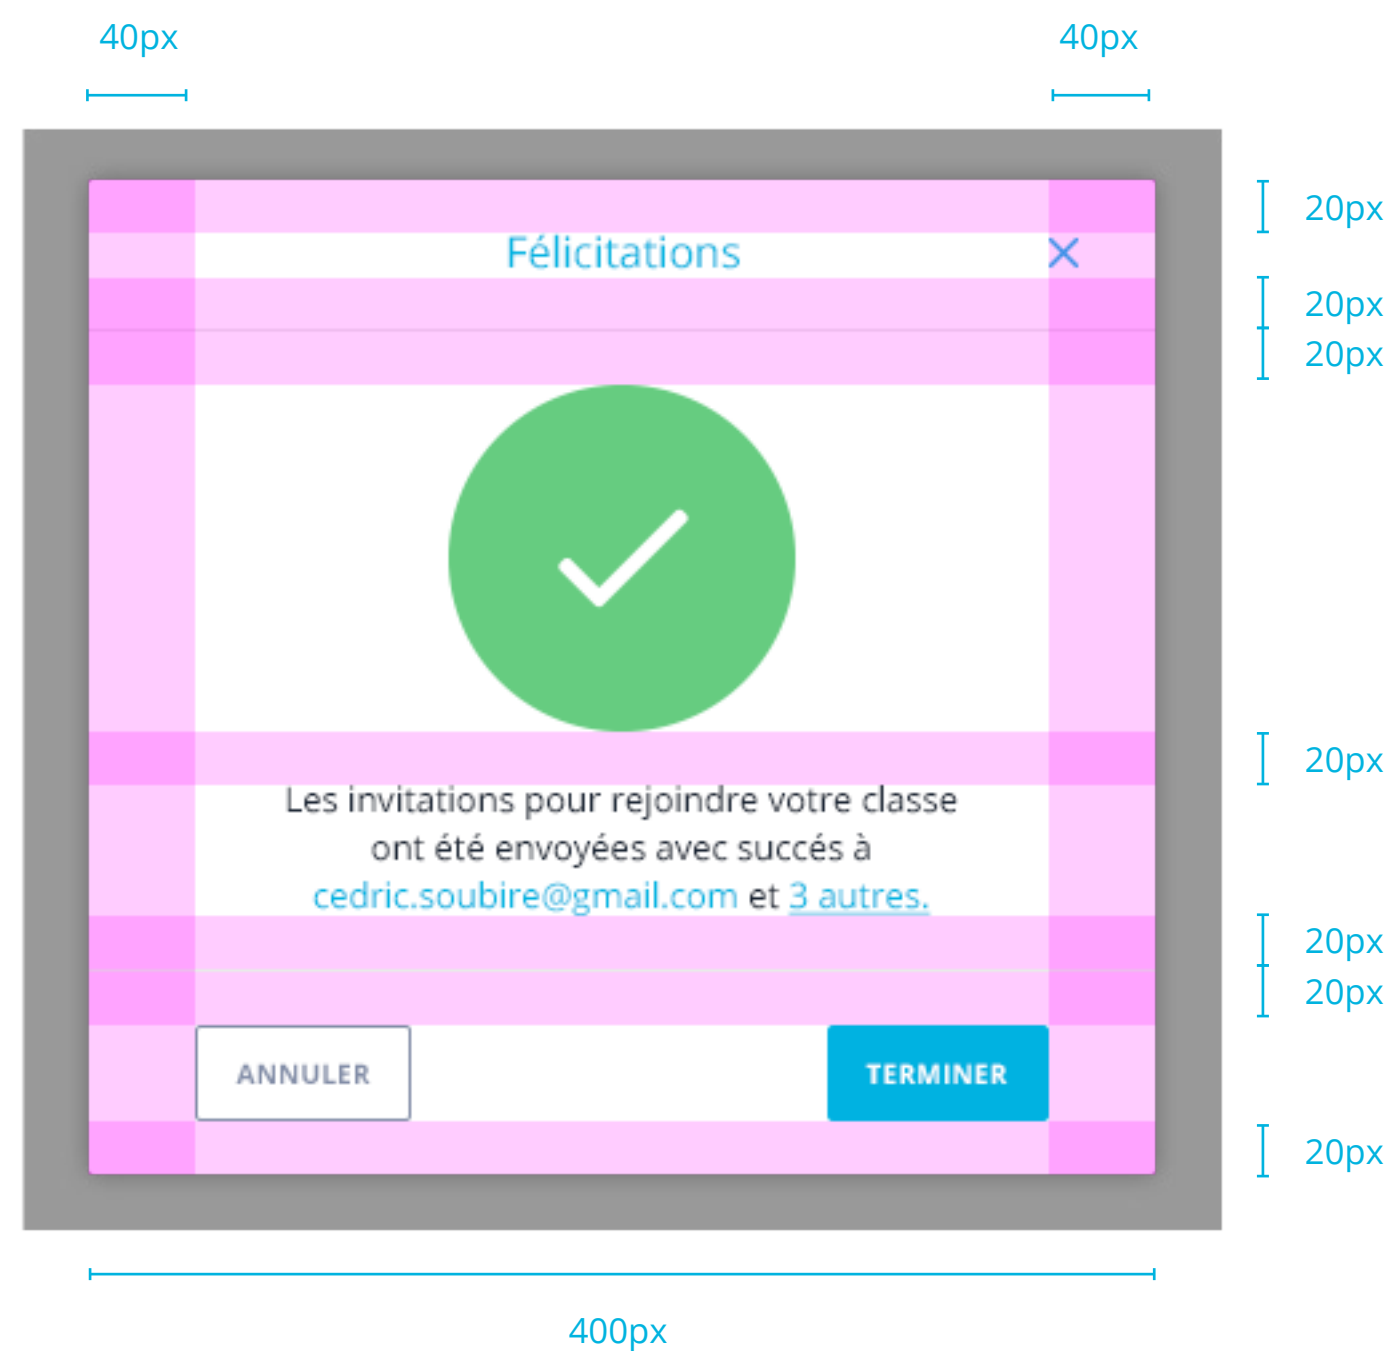 40px 40px
20px
Félicitations
20px
20px
20px
Les invitations pour rejoindre votre classe
ont été envoyées avec succés à
cedric.soubire@gmail.com et 3 autres.
20px
20px
ANNULER TERMINER
20px
400px